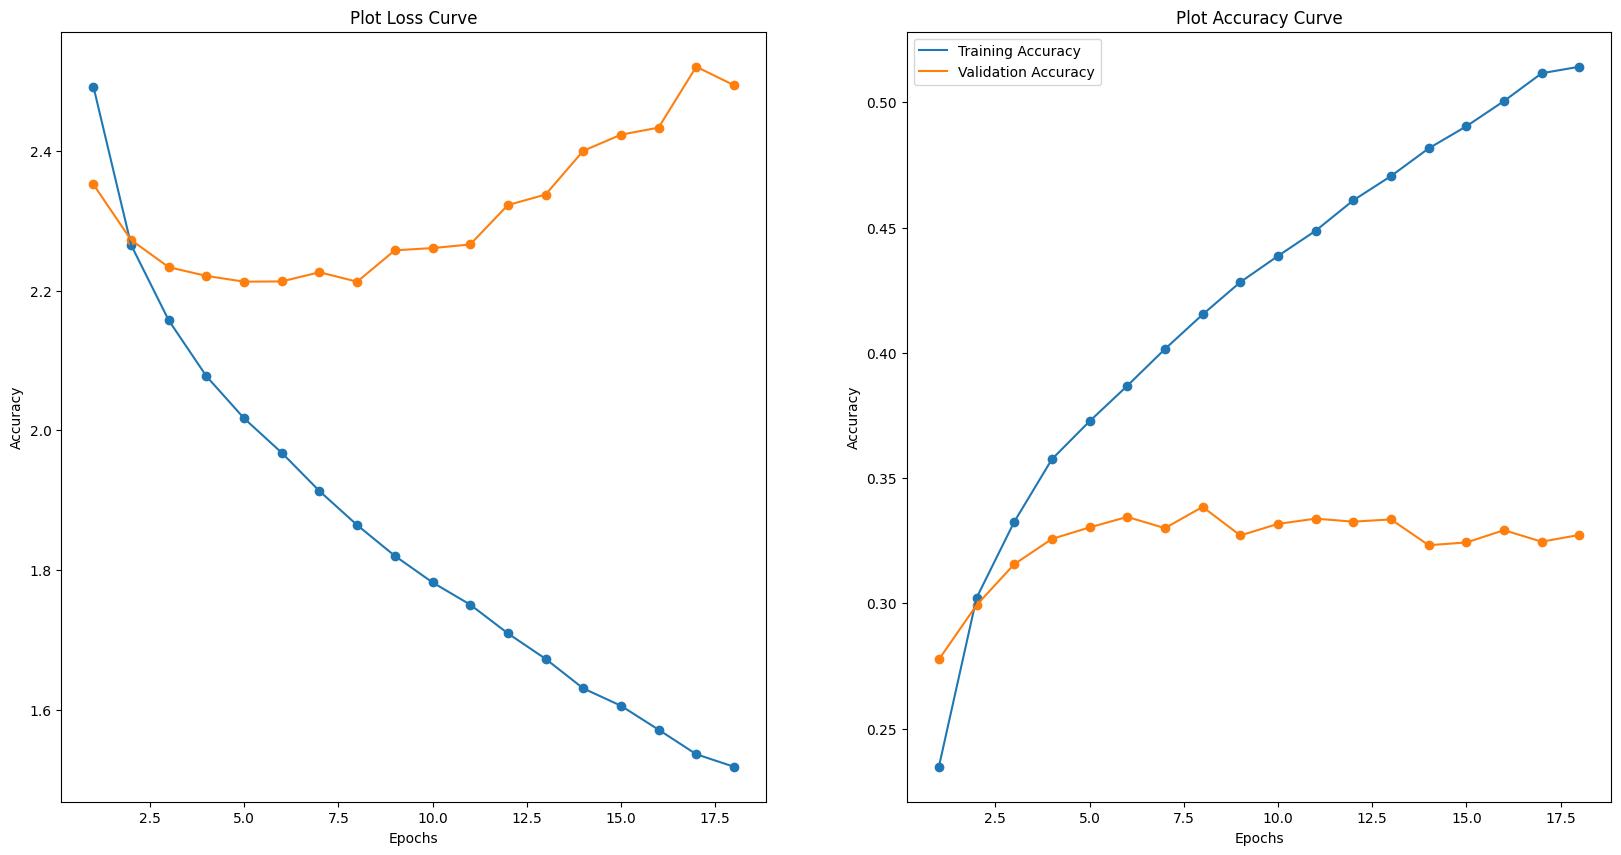 Plot Loss Curve
Accuracy
2.4
2.2
2.0
1.8
1.6
2.5 5.0 7.5 10.0 12.5 15.0 17.5
Epochs
Plot Accuracy Curve
Training Accuracy
Validation Accuracy
Accuracy
0.50
0.45
0.40
0.35
0.30
0.25
2.5 5.0 7.5 10.0 12.5 15.0 17.5
Epochs